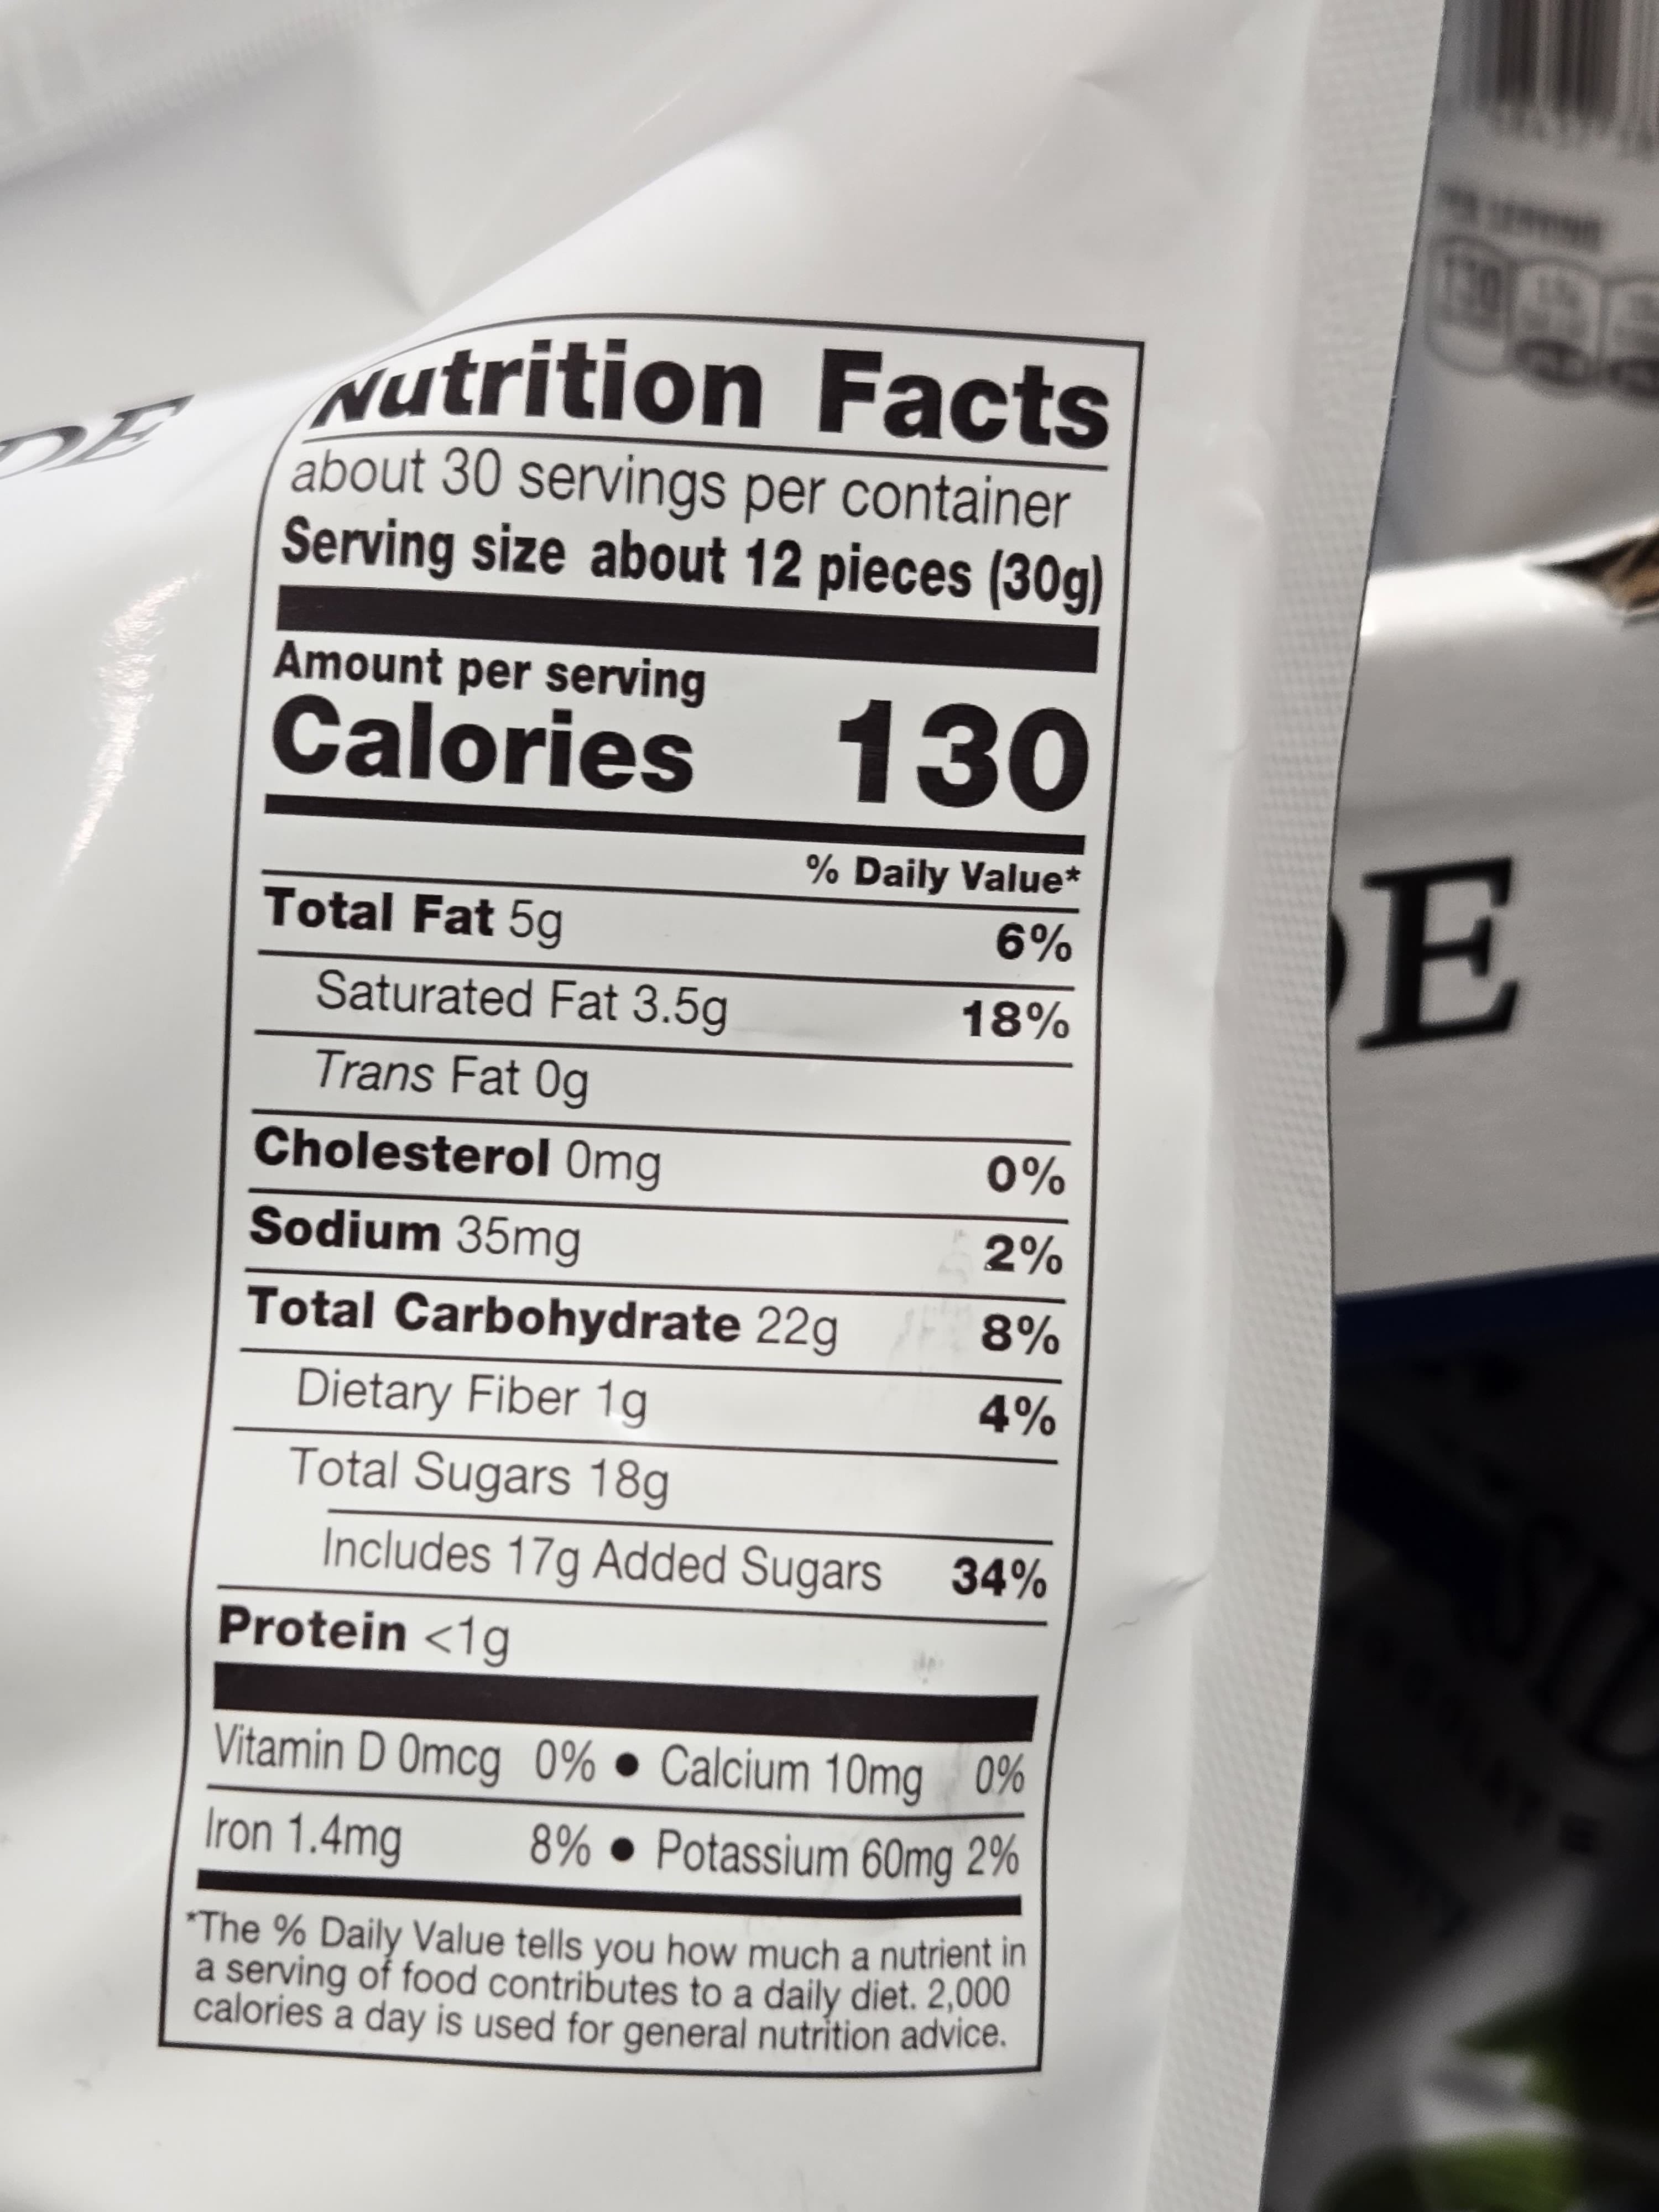 DE
Nutrition Facts
about 30 servings per container
Serving size about 12 pieces (30g)
Amount per serving
Calories 130
% Daily Value*
Total Fat 5g 6%
Saturated Fat 3.5g 18%
Trans Fat 0g
Cholesterol 0mg 0%
Sodium 35mg 2%
Total Carbohydrate 22g 8%
Dietary Fiber 1g 4%
Total Sugars 18g
Includes 17g Added Sugars 34%
Protein <1g
Vitamin D 0mcg 0% ● Calcium 10mg 0%
Iron 1.4mg 8% ● Potassium 60mg 2%
*The % Daily Value tells you how much a nutrient in
a serving of food contributes to a daily diet. 2,000
calories a day is used for general nutrition advice.
PER SERVING
130
DE